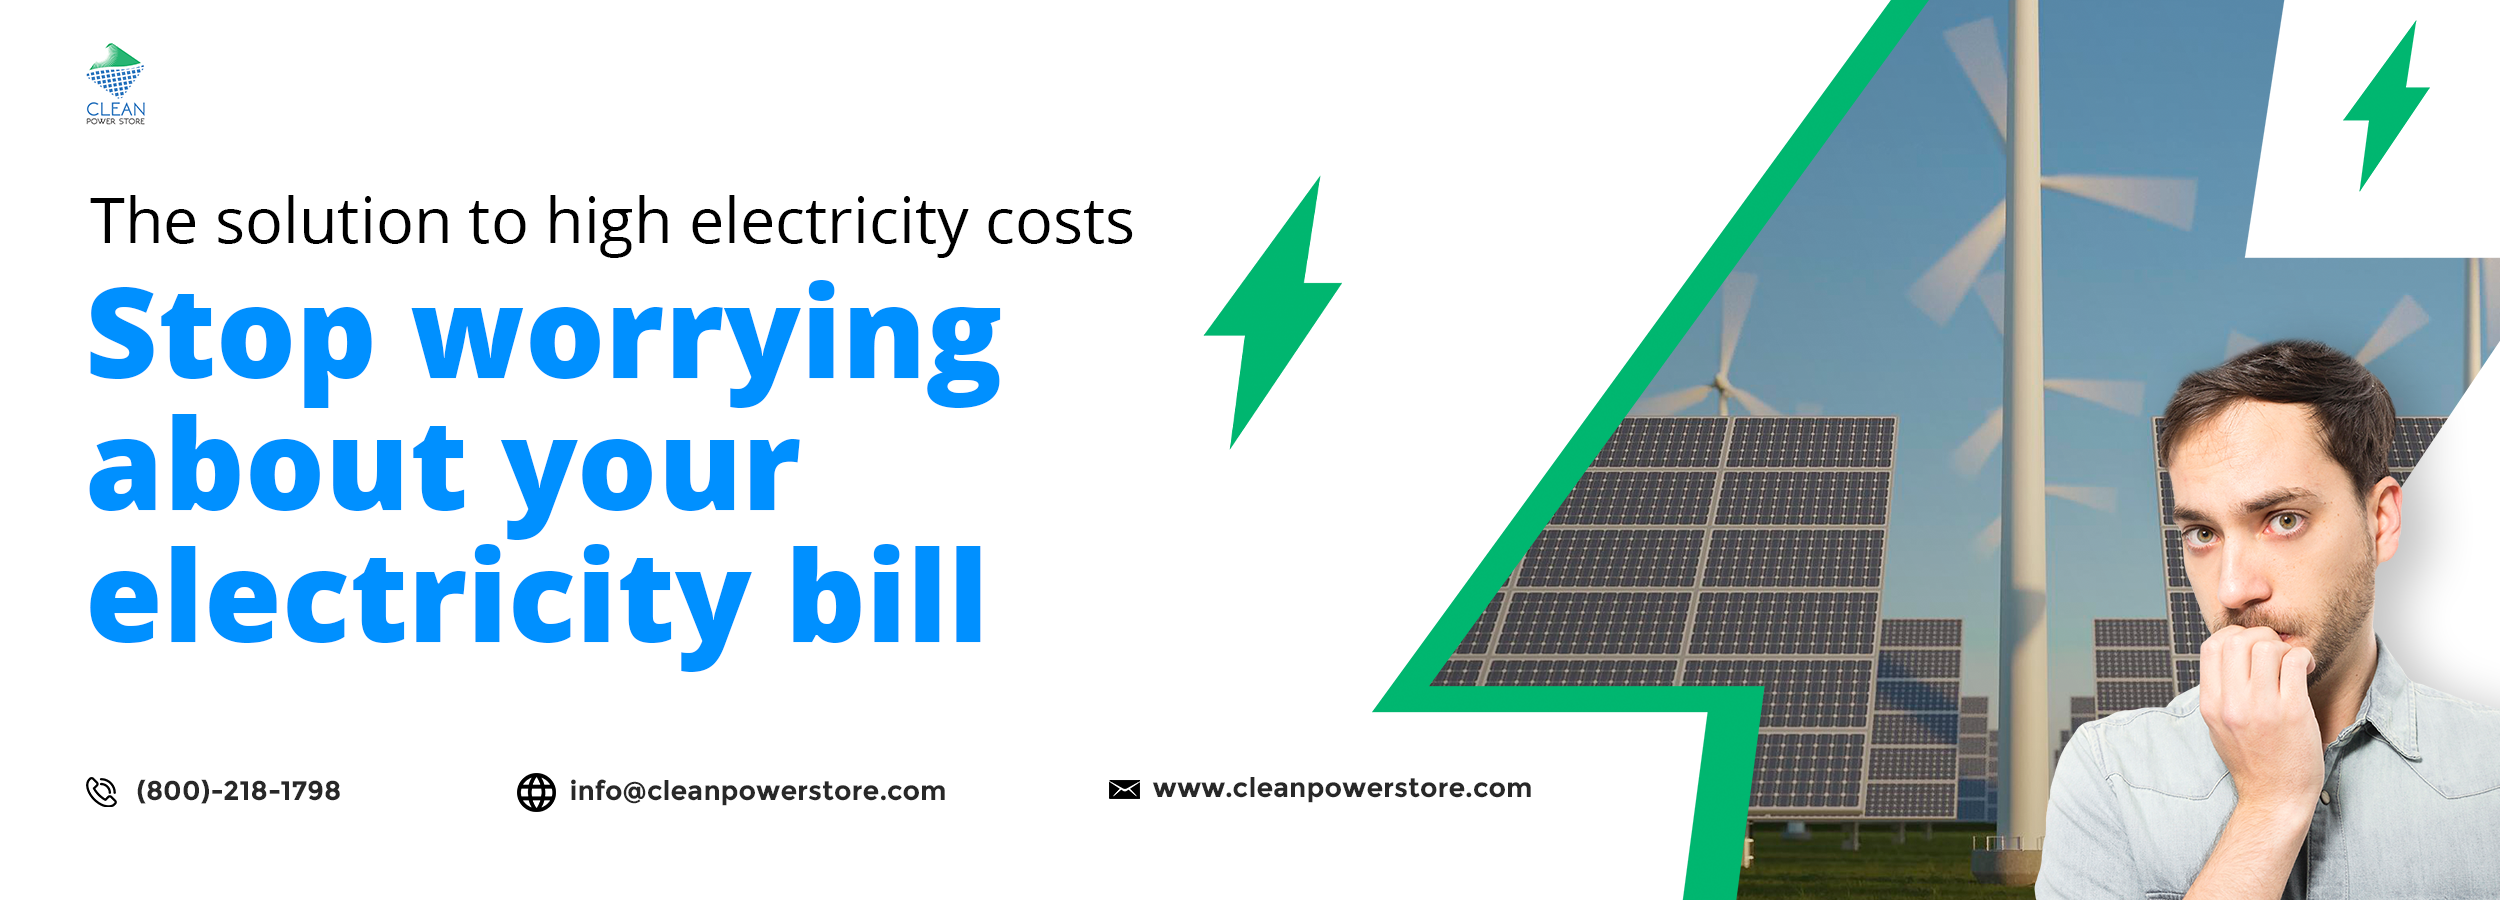 CLEAN
POWER STORE
The solution to high electricity costs
Stop worrying
about your
electricity bill
(800)-218-1798
info@cleanpowerstore.com
www.cleanpowerstore.com